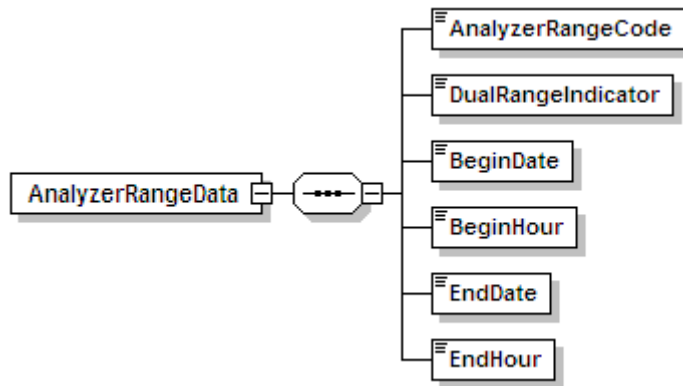 AnalyzerRangeCode
DualRangeIndicator
BeginDate
AnalyzerRangeData
BeginHour
EndDate
EndHour